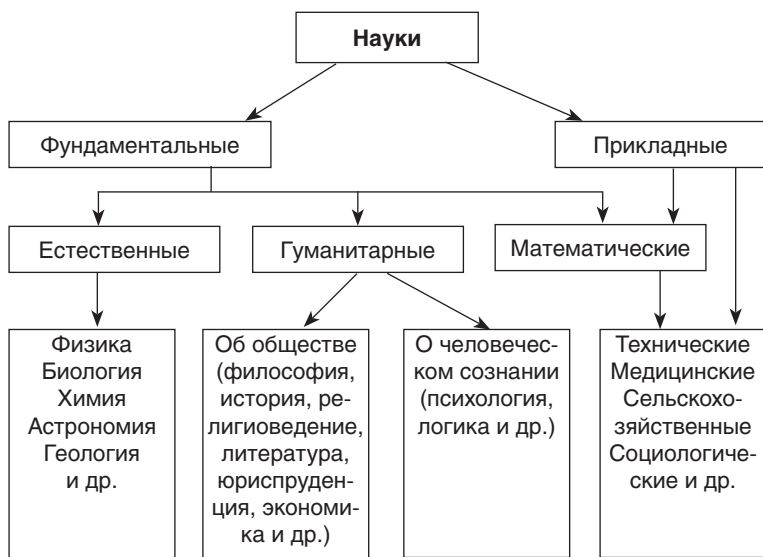 Науки
Фундаментальные
Прикладные
Естественные
Гуманитарные
Математические
Физика
Биология
Химия
Астрономия
Геология
и др.
Об обществе
(философия,
история, ре-
лигиоведение,
литература,
юриспруден-
ция, экономи-
ка и др.)
О человечес-
ком сознании
(психология,
логика и др.)
Технические
Медицинские
Сельскохо-
зяйственные
Социологиче-
ские и др.